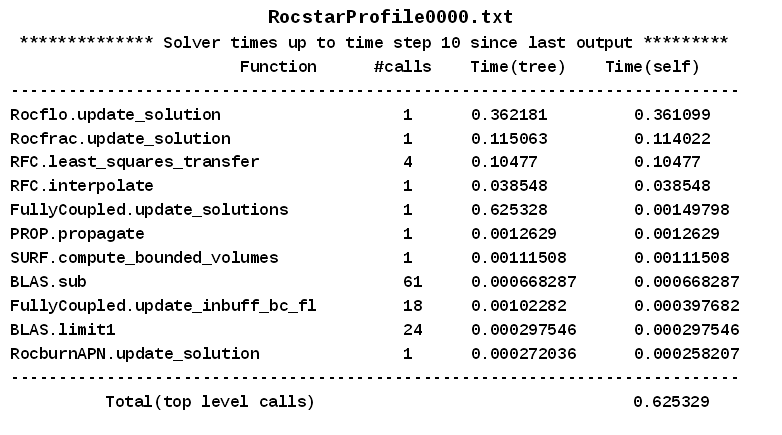 RocstarProfile0000.txt
************** Solver times up to time step 10 since last output *********
Function #calls Time(tree) Time(self)
--------------------------------------------------------------------------
Rocflo.update_solution 1 0.362181 0.361099
Rocfrac.update_solution 1 0.115063 0.114022
RFC.least_squares_transfer 4 0.10477 0.10477
RFC.interpolate 1 0.038548 0.038548
FullyCoupled.update_solutions 1 0.625328 0.00149798
PROP.propagate 1 0.0012629 0.0012629
SURF.compute_bounded_volumes 1 0.00111508 0.00111508
BLAS.sub 61 0.000668287 0.000668287
FullyCoupled.update_inbuff_bc_fl 18 0.00102282 0.000397682
BLAS.limit1 24 0.000297546 0.000297546
RocburnAPN.update_solution 1 0.000272036 0.000258207
--------------------------------------------------------------------------
Total(top level calls) 0.625329